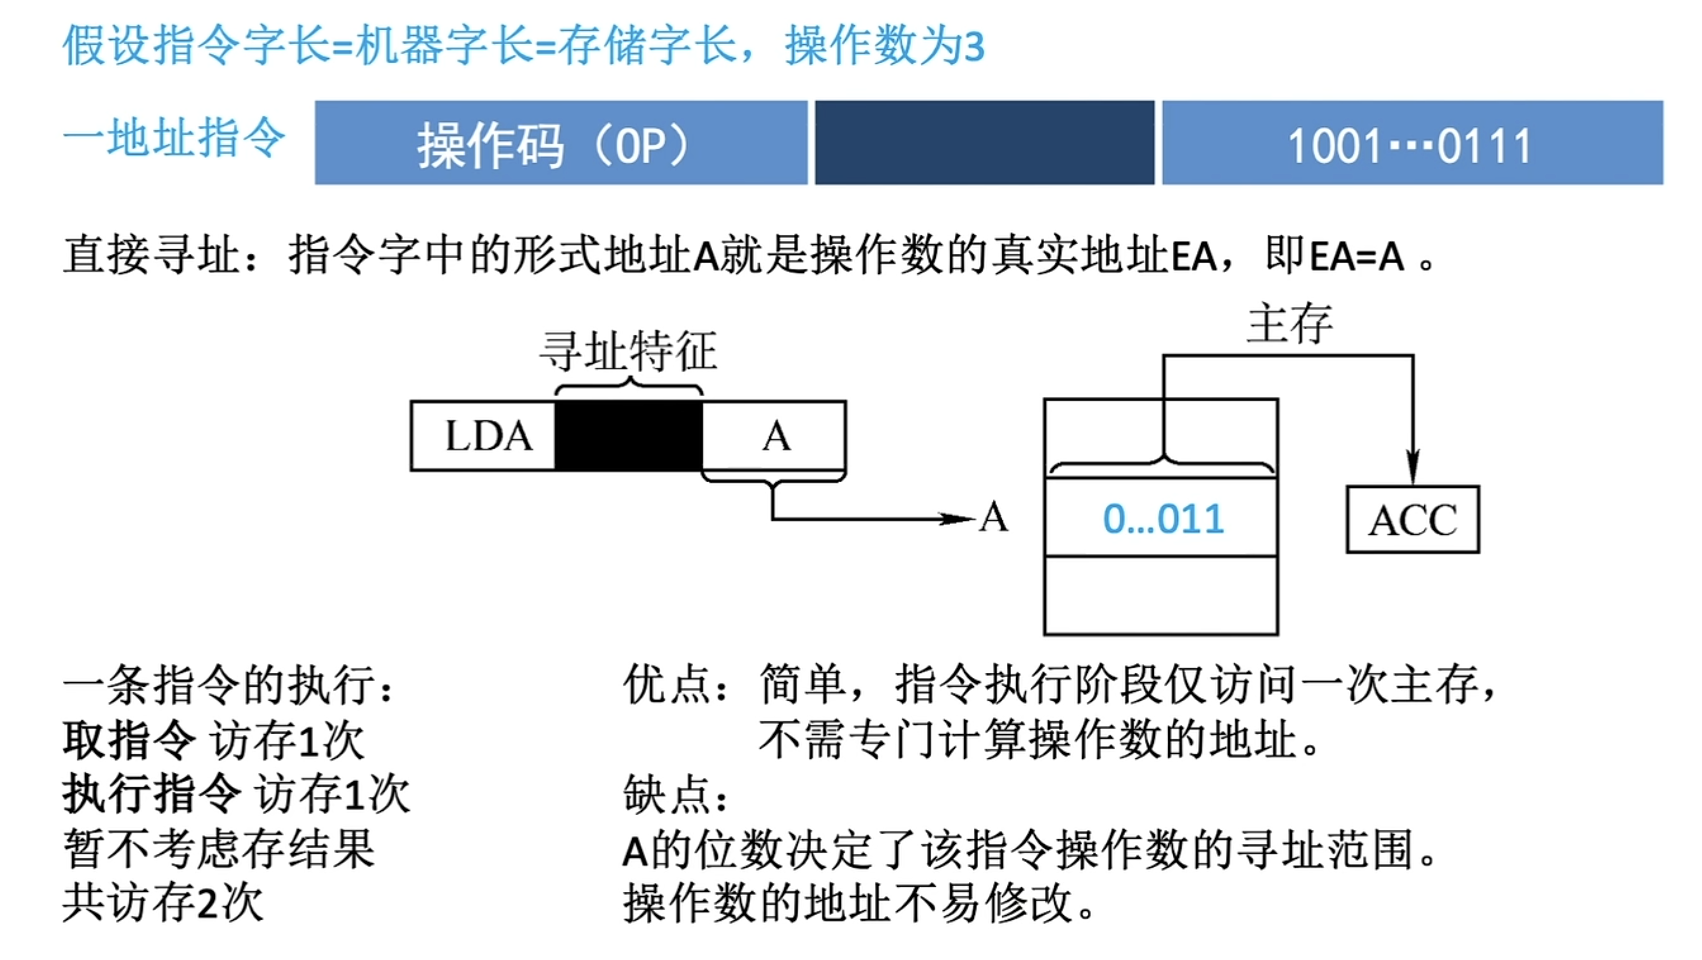 假设指令字长=机器字长=存储字长，操作数为3
一地址指令
操作码（OP）
1001…0111
直接寻址：指令字中的形式地址A就是操作数的真实地址EA，即EA=A 。
主存
寻址特征
LDA
A
A
0…011
ACC
一条指令的执行：
取指令 访存1次
执行指令 访存1次
暂不考虑存结果
共访存2次
优点：简单，指令执行阶段仅访问一次主存，
不需专门计算操作数的地址。
缺点：
A的位数决定了该指令操作数的寻址范围。
操作数的地址不易修改。